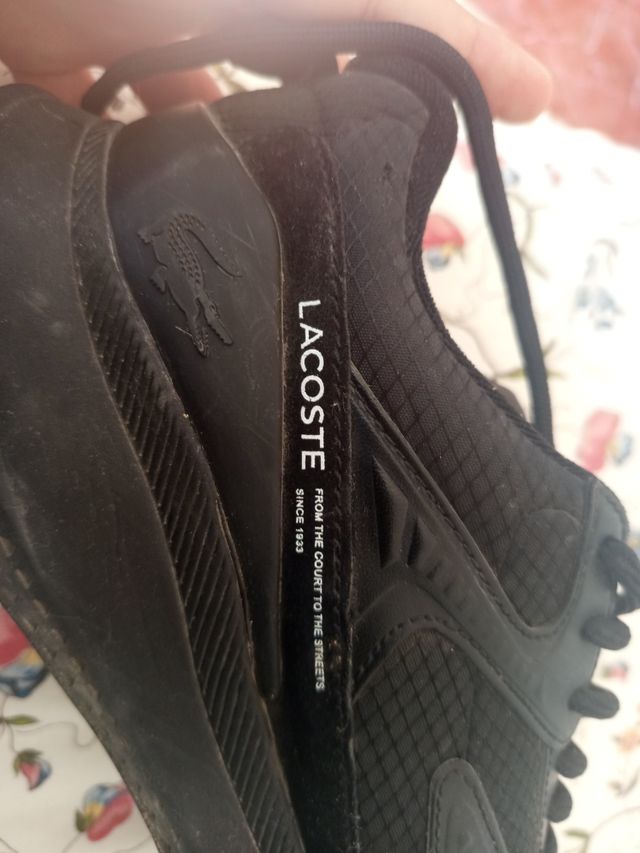 LACOSTE
FROM THE COURT TO THE STREETS
SINCE 1933